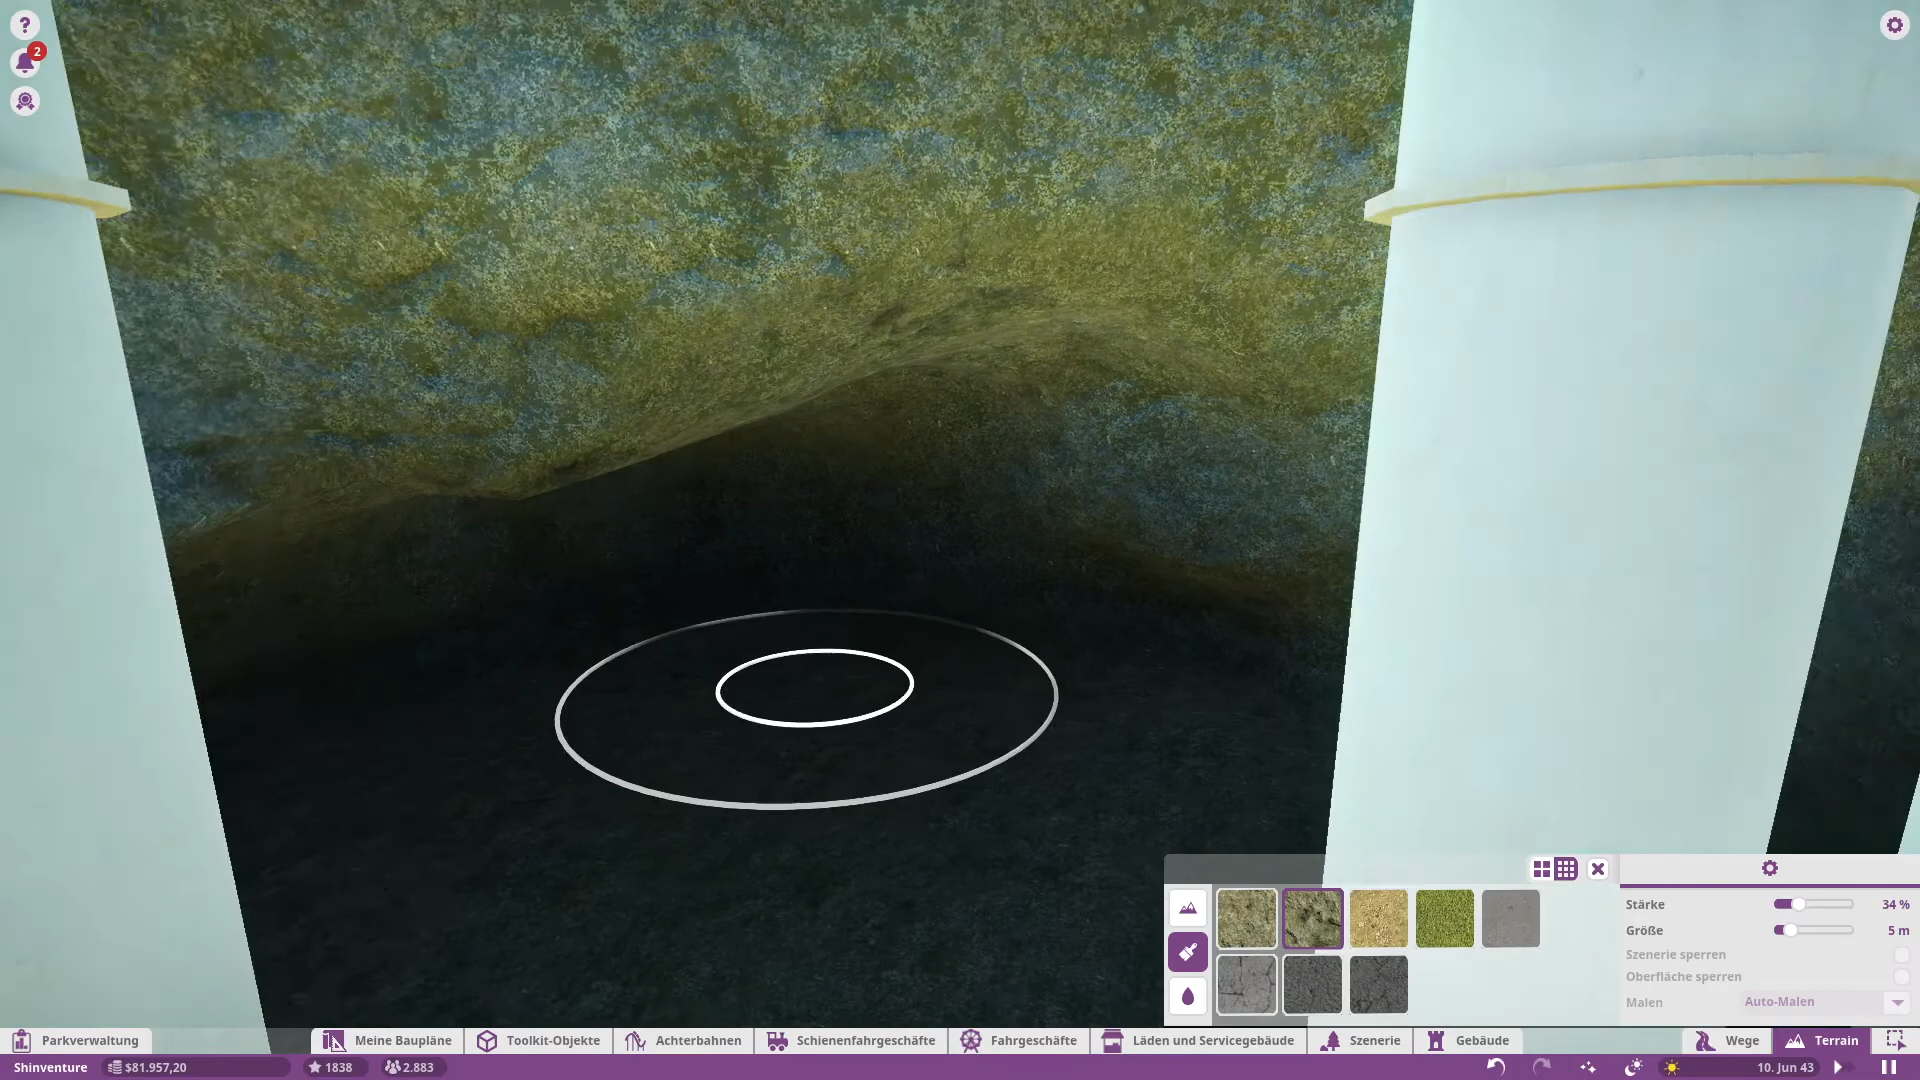 ?
2
Stärke 34 %
Größe 5 m
Szenerie sperren
Oberfläche sperren
Malen Auto-Malen
Parkverwaltung Meine Baupläne Toolkit-Objekte Achterbahnen Schienenfahrgeschäfte Fahrgeschäfte Läden und Servicegebäude Szenerie Gebäude Wege Terrain
Shinventure $81.957,20 1838 2.883 10. Jun 43